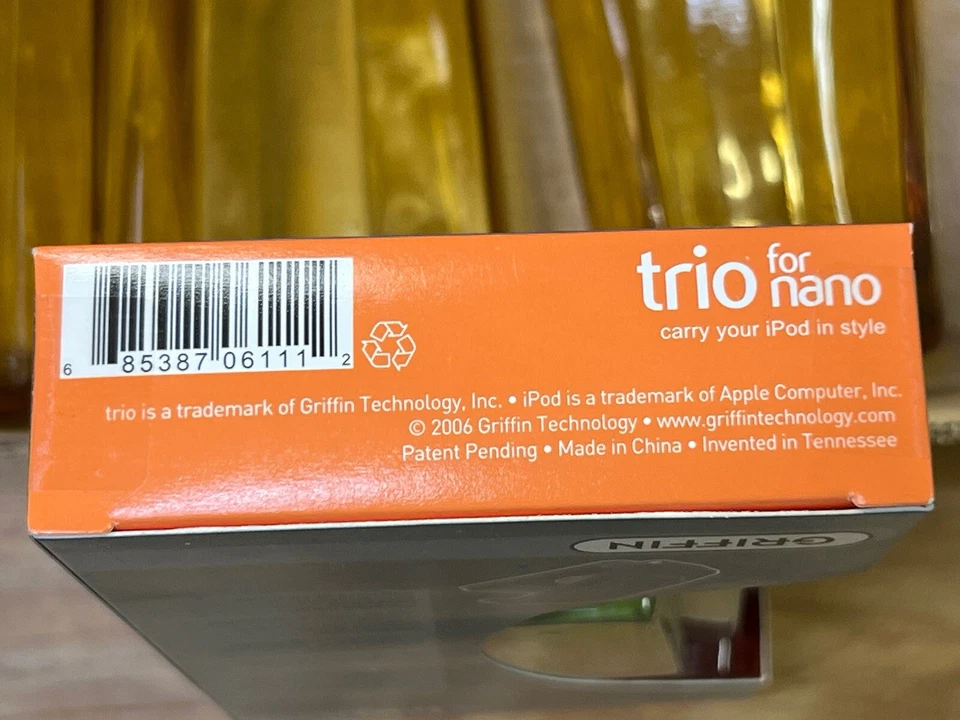 trio for nano
carry your iPod in style
6 85387 06111 2
trio is a trademark of Griffin Technology, Inc. • iPod is a trademark of Apple Computer, Inc.
© 2006 Griffin Technology • www.griffintechnology.com
Patent Pending • Made in China • Invented in Tennessee
GRIFFIN